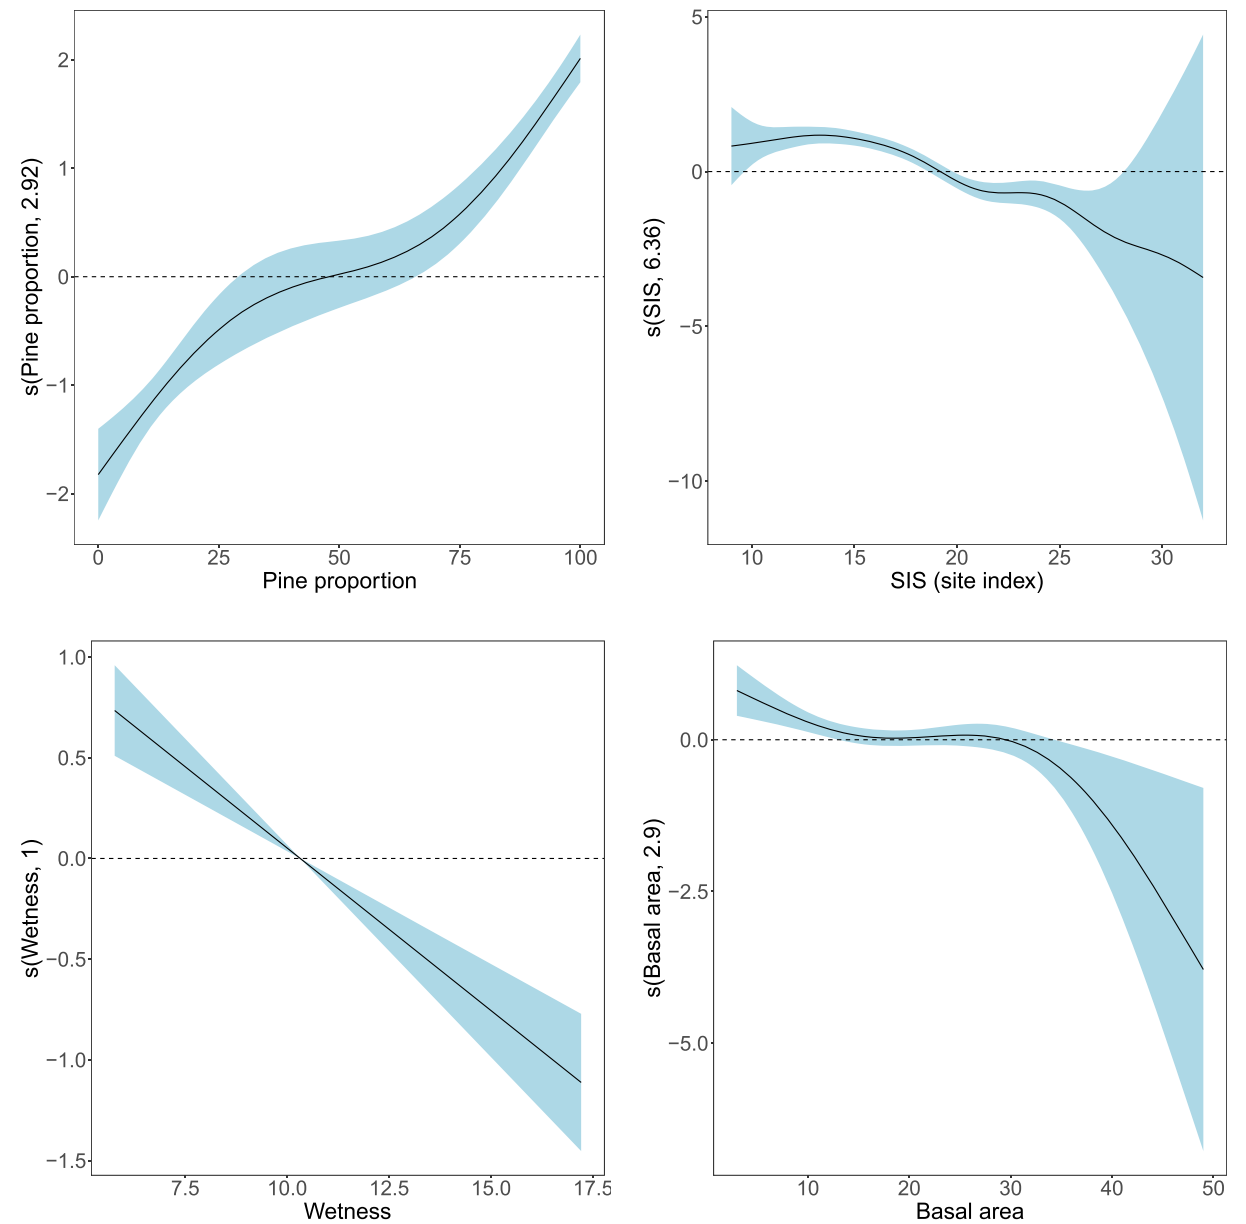 s(Pine proportion, 2.92)
2
1
0
−1
−2
0 25 50 75 100
Pine proportion
s(SIS, 6.36)
5
0
−5
−10
10 15 20 25 30
SIS (site index)
s(Wetness, 1)
1.0
0.5
0.0
−0.5
−1.0
−1.5
7.5 10.0 12.5 15.0 17.5
Wetness
s(Basal area, 2.9)
0.0
−2.5
−5.0
10 20 30 40 50
Basal area